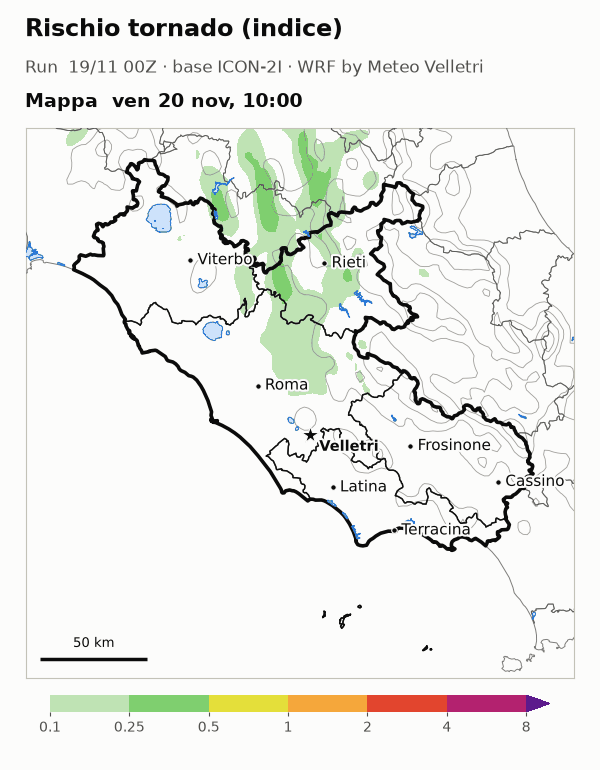 Rischio tornado (indice)
Run  19/11 00Z · base ICON-2I · WRF by Meteo Velletri
Mappa  ven 20 nov, 10:00
Viterbo
Rieti
Roma
Velletri
Frosinone
Latina
Cassino
Terracina
50 km
0.1 0.25 0.5 1 2 4 8